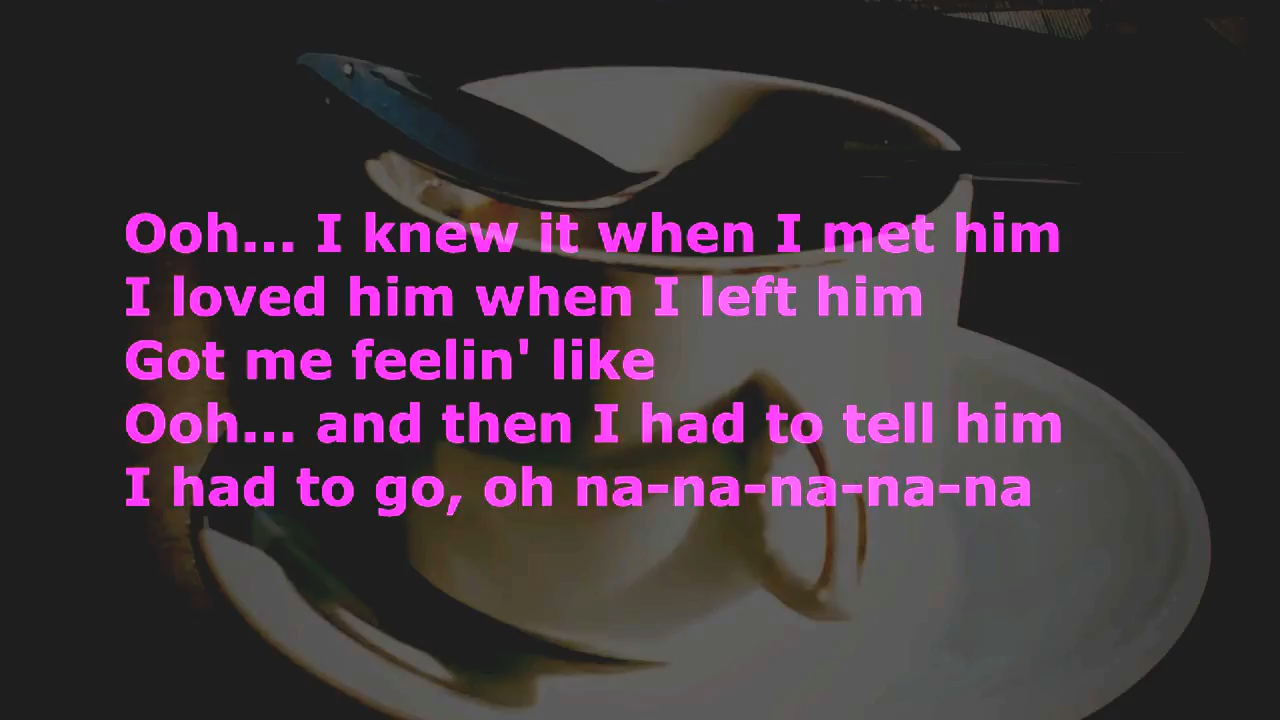 Ooh... I knew it when I met him
I loved him when I left him
Got me feelin' like
Ooh... and then I had to tell him
I had to go, oh na-na-na-na-na